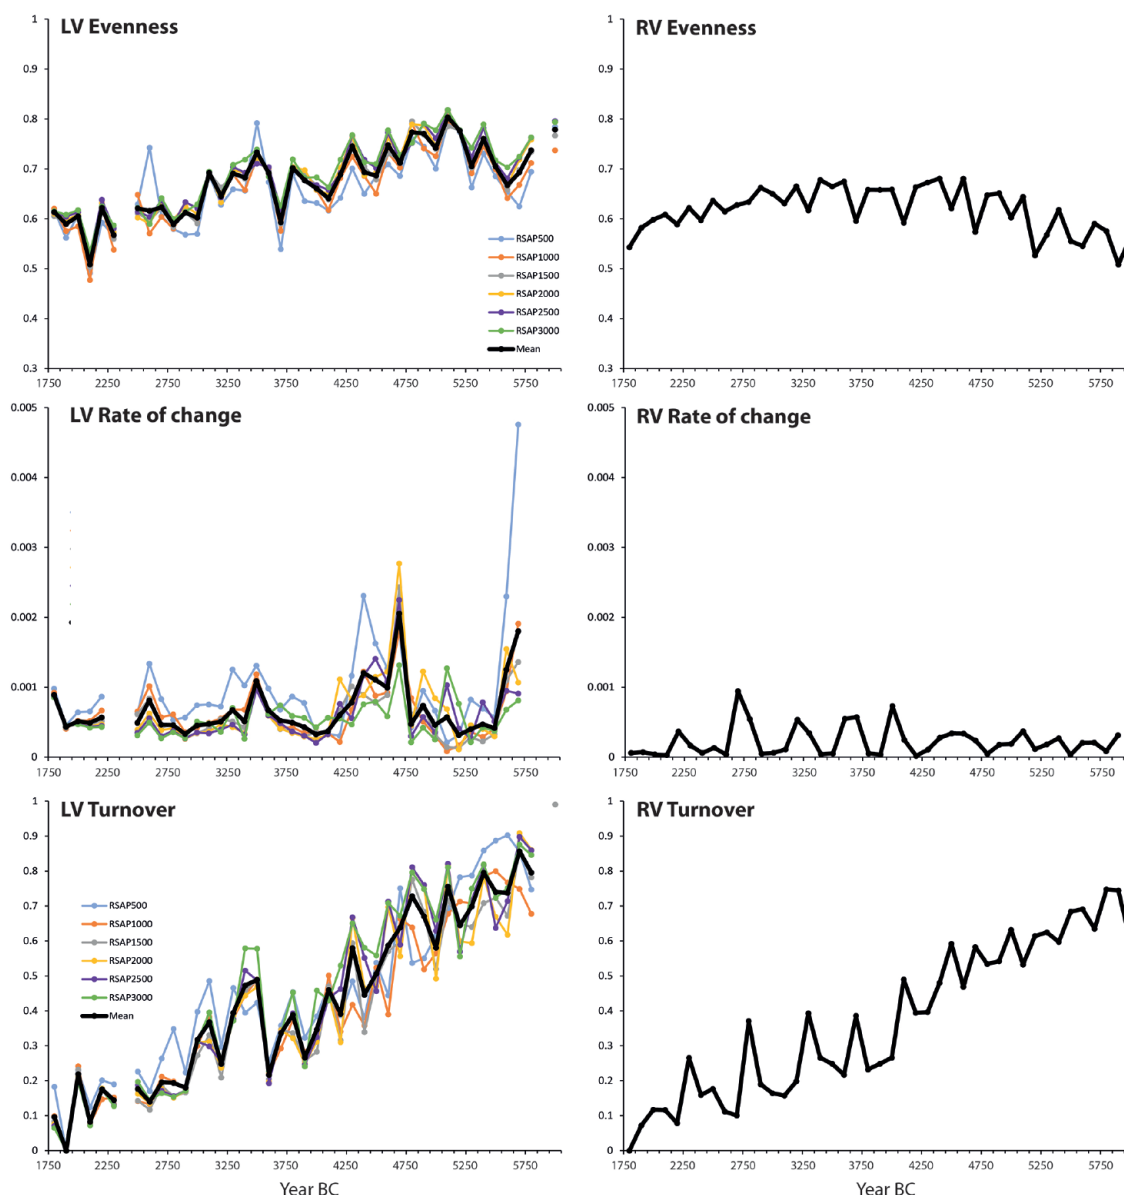 LV Evenness
1
0.9
0.8
0.7
0.6
0.5
0.4
0.3
1750 2250 2750 3250 3750 4250 4750 5250 5750
RSAP500
RSAP1000
RSAP1500
RSAP2000
RSAP2500
RSAP3000
Mean
RV Evenness
1
0.9
0.8
0.7
0.6
0.5
0.4
0.3
1750 2250 2750 3250 3750 4250 4750 5250 5750
LV Rate of change
0.005
0.004
0.003
0.002
0.001
0
1750 2250 2750 3250 3750 4250 4750 5250 5750
RV Rate of change
0.005
0.004
0.003
0.002
0.001
0
1750 2250 2750 3250 3750 4250 4750 5250 5750
LV Turnover
1
0.9
0.8
0.7
0.6
0.5
0.4
0.3
0.2
0.1
0
RSAP500
RSAP1000
RSAP1500
RSAP2000
RSAP2500
RSAP3000
Mean
1750 2250 2750 3250 3750 4250 4750 5250 5750
Year BC
RV Turnover
1
0.9
0.8
0.7
0.6
0.5
0.4
0.3
0.2
0.1
0
1750 2250 2750 3250 3750 4250 4750 5250 5750
Year BC